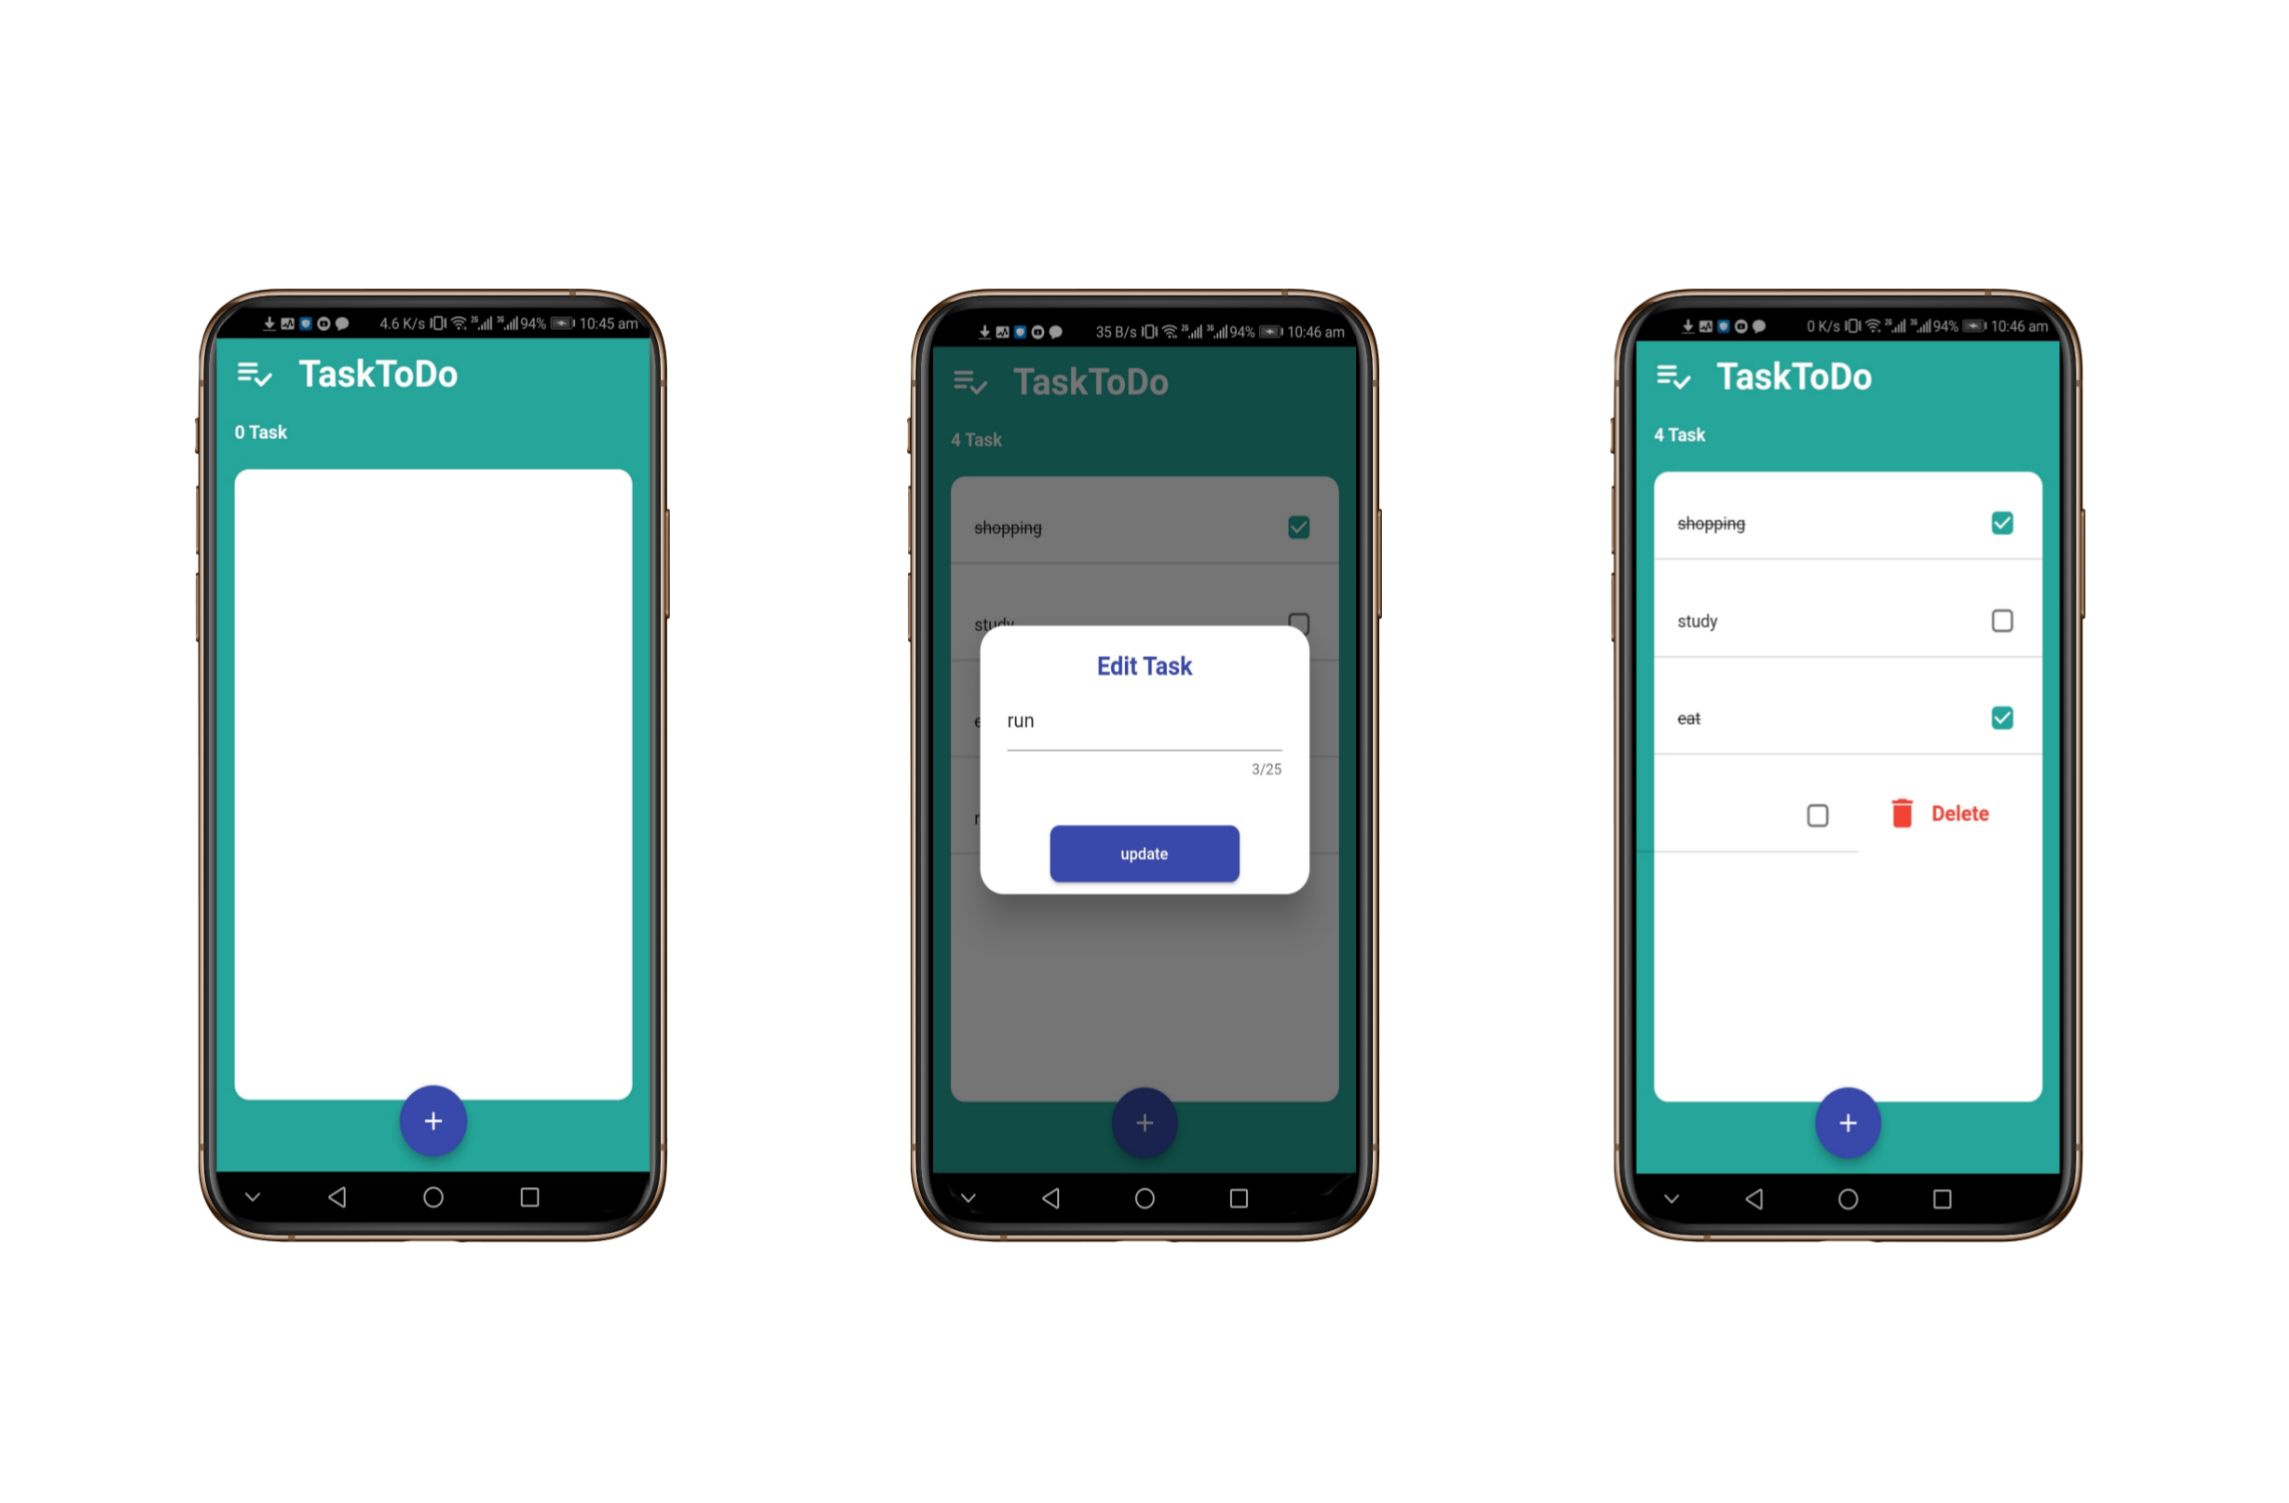 4.6 K/s 94% 10:45 am
TaskToDo
0 Task
35 B/s 94% 10:46 am
TaskToDo
4 Task
shopping
study
Edit Task
run
3/25
update
0 K/s 94% 10:46 am
TaskToDo
4 Task
shopping
study
eat
Delete